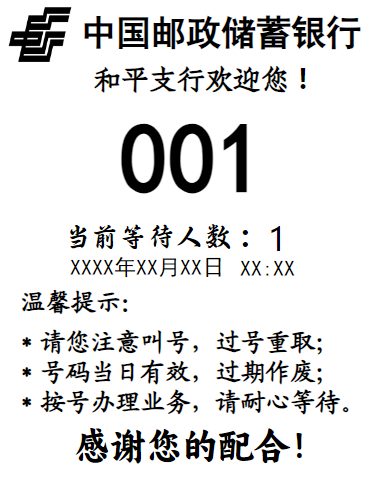 中国邮政储蓄银行
和平支行欢迎您！
001
当前等待人数：1
XXXX年XX月XX日 XX:XX
温馨提示:
* 请您注意叫号，过号重取;
* 号码当日有效，过期作废;
* 按号办理业务，请耐心等待。
感谢您的配合!